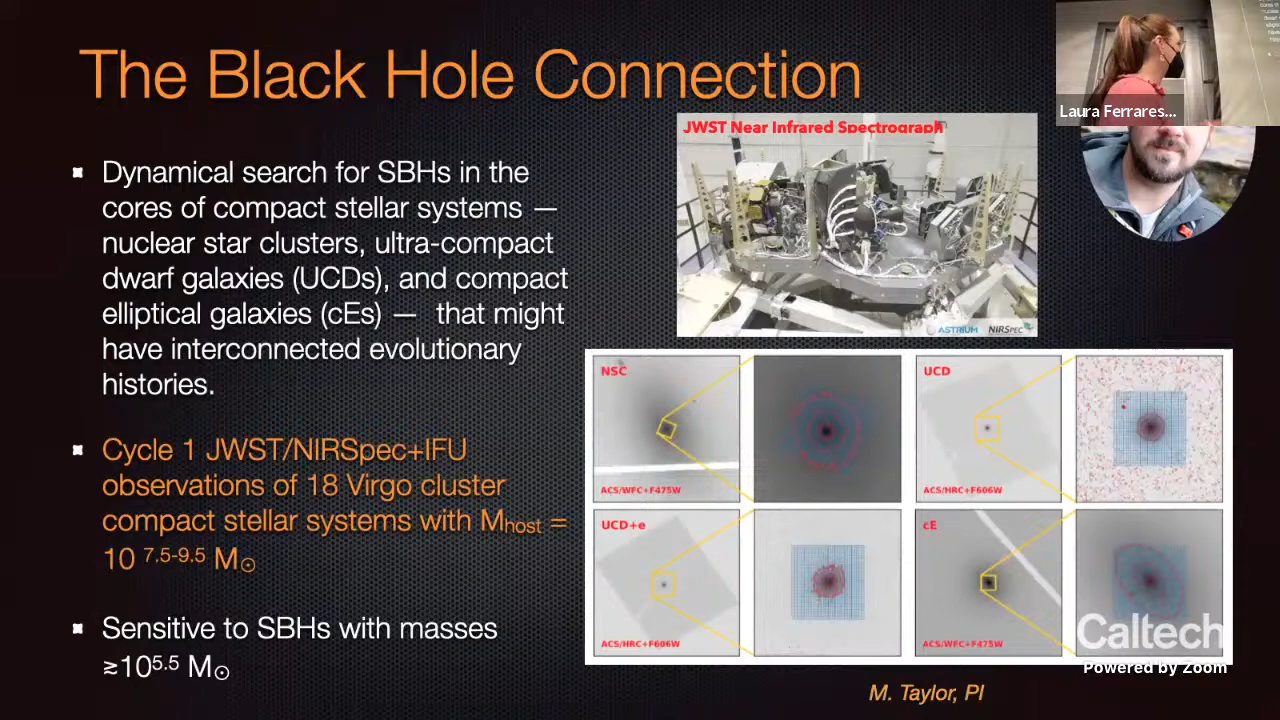 The Black Hole Connection
Laura Ferrares...
JWST Near Infrared Spectrograph
Dynamical search for SBHs in the
cores of compact stellar systems —
nuclear star clusters, ultra-compact
dwarf galaxies (UCDs), and compact
elliptical galaxies (cEs) — that might
have interconnected evolutionary
histories.
ASTRIUM NIRSpec
Cycle 1 JWST/NIRSpec+IFU
observations of 18 Virgo cluster
compact stellar systems with Mhost =
10 7.5-9.5 M⊙
Sensitive to SBHs with masses
≳105.5 M⊙
NSC
ACS/WFC+F475W
UCD
ACS/HRC+F606W
UCD+e
ACS/HRC+F606W
cE
ACS/WFC+F475W
Caltech
Powered by Zoom
M. Taylor, PI